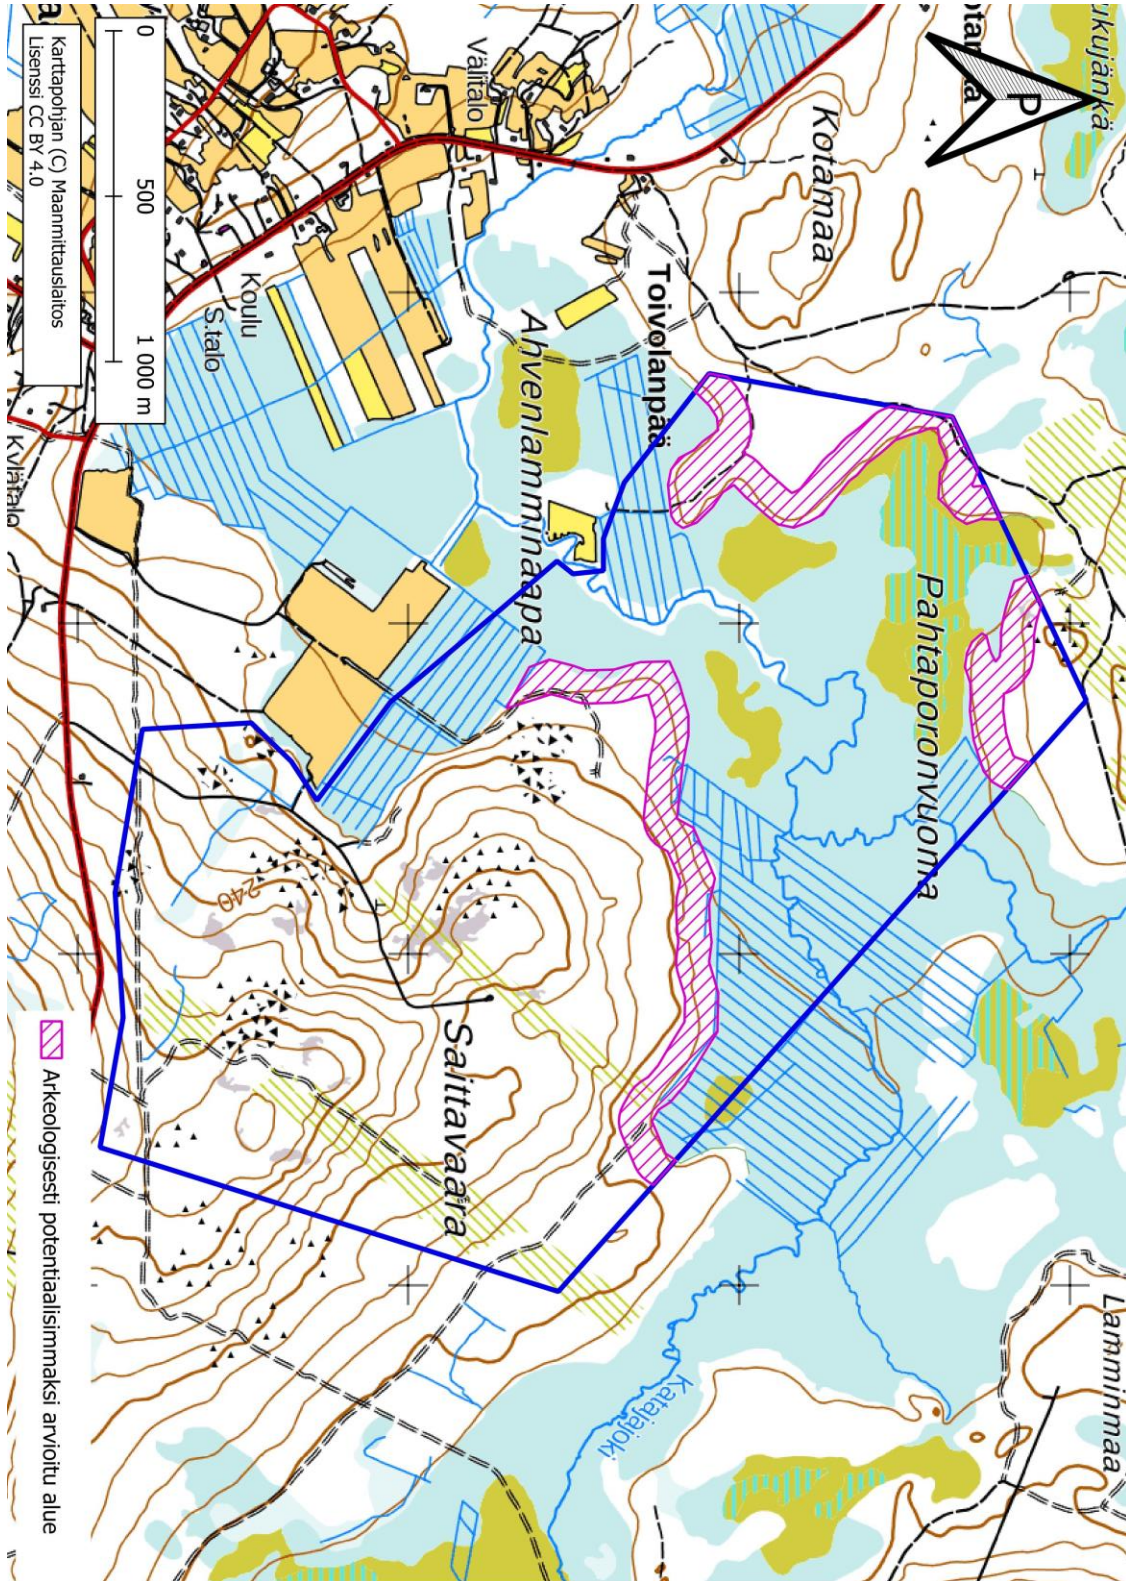 ukujänkä
Lamminmaa
P
Pahtaporonvuoma
Kotamaa
Katajajoki
Toivolanpää
Ahvenlamminaapa
Välitalo
Saittavaara
Koulu
S.talo
240
0 500 1 000 m
Karttapohjan (C) Maanmittauslaitos
Lisenssi CC BY 4.0
Kylätalo
Arkeologisesti potentiaalisimmaksi arvioitu alue